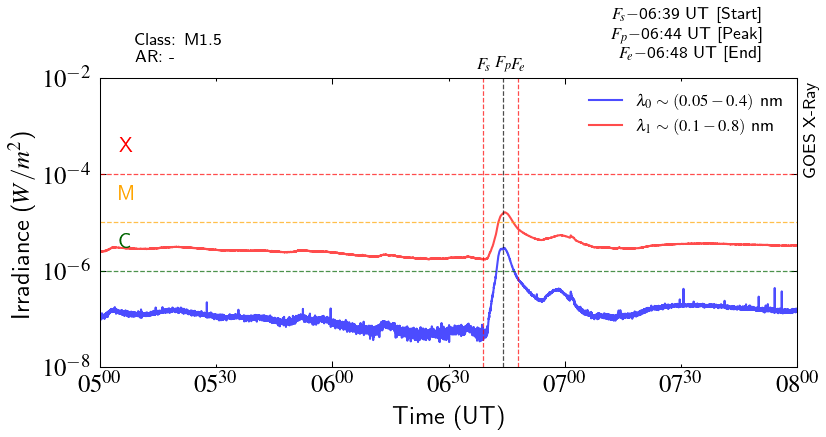 F_s−06:39 UT [Start]
Class: M1.5
F_p−06:44 UT [Peak]
AR: -
F_e−06:48 UT [End]
F_s F_p F_e
10^−2
λ_0 ∼ (0.05 − 0.4) nm
λ_1 ∼ (0.1 − 0.8) nm
GOES X-Ray
X
10^−4
M
C
10^−6
10^−8
Irradiance (W/m^2)
05^00 05^30 06^00 06^30 07^00 07^30 08^00
Time (UT)